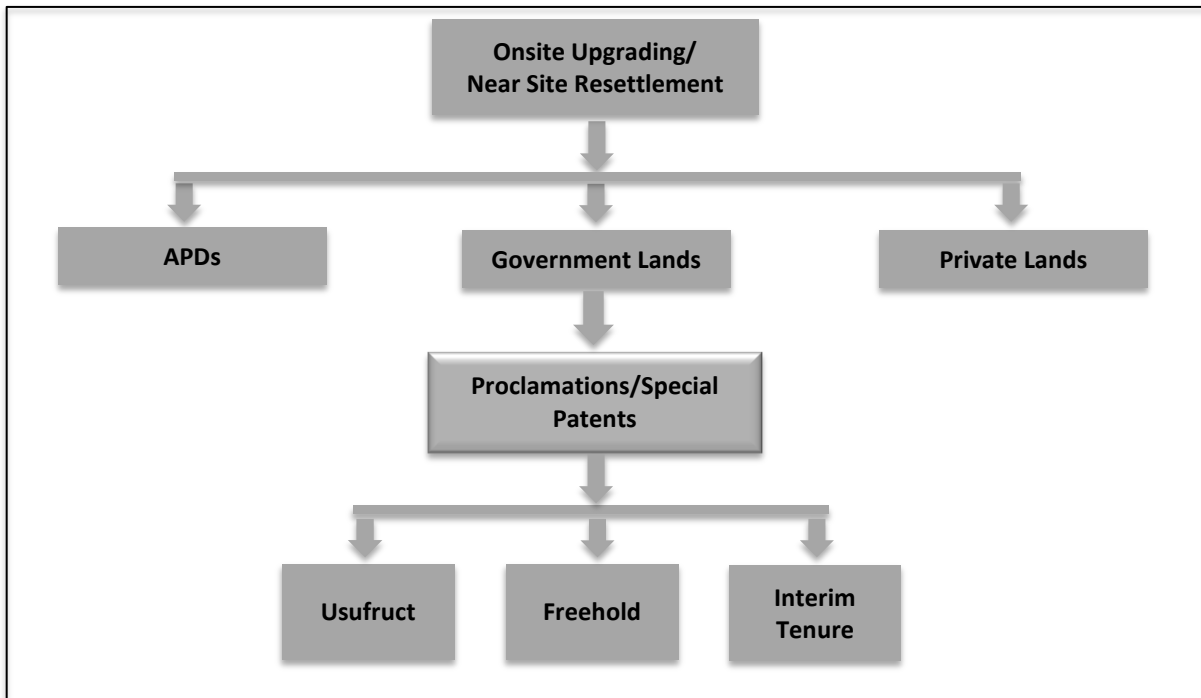 Onsite Upgrading/
Near Site Resettlement
APDs
Government Lands
Private Lands
Proclamations/Special
Patents
Usufruct
Freehold
Interim
Tenure